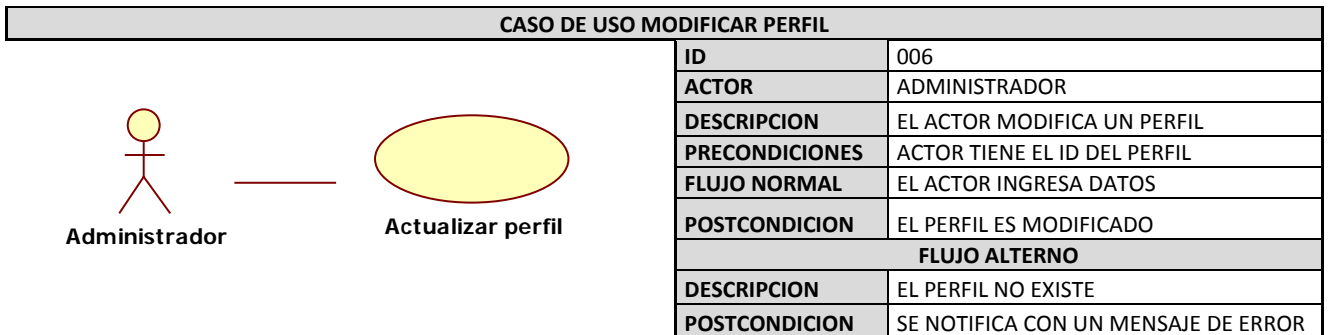 CASO DE USO MODIFICAR PERFIL
ID 006
ACTOR ADMINISTRADOR
DESCRIPCION EL ACTOR MODIFICA UN PERFIL
PRECONDICIONES ACTOR TIENE EL ID DEL PERFIL
FLUJO NORMAL EL ACTOR INGRESA DATOS
POSTCONDICION EL PERFIL ES MODIFICADO
FLUJO ALTERNO
DESCRIPCION EL PERFIL NO EXISTE
POSTCONDICION SE NOTIFICA CON UN MENSAJE DE ERROR
Administrador
Actualizar perfil